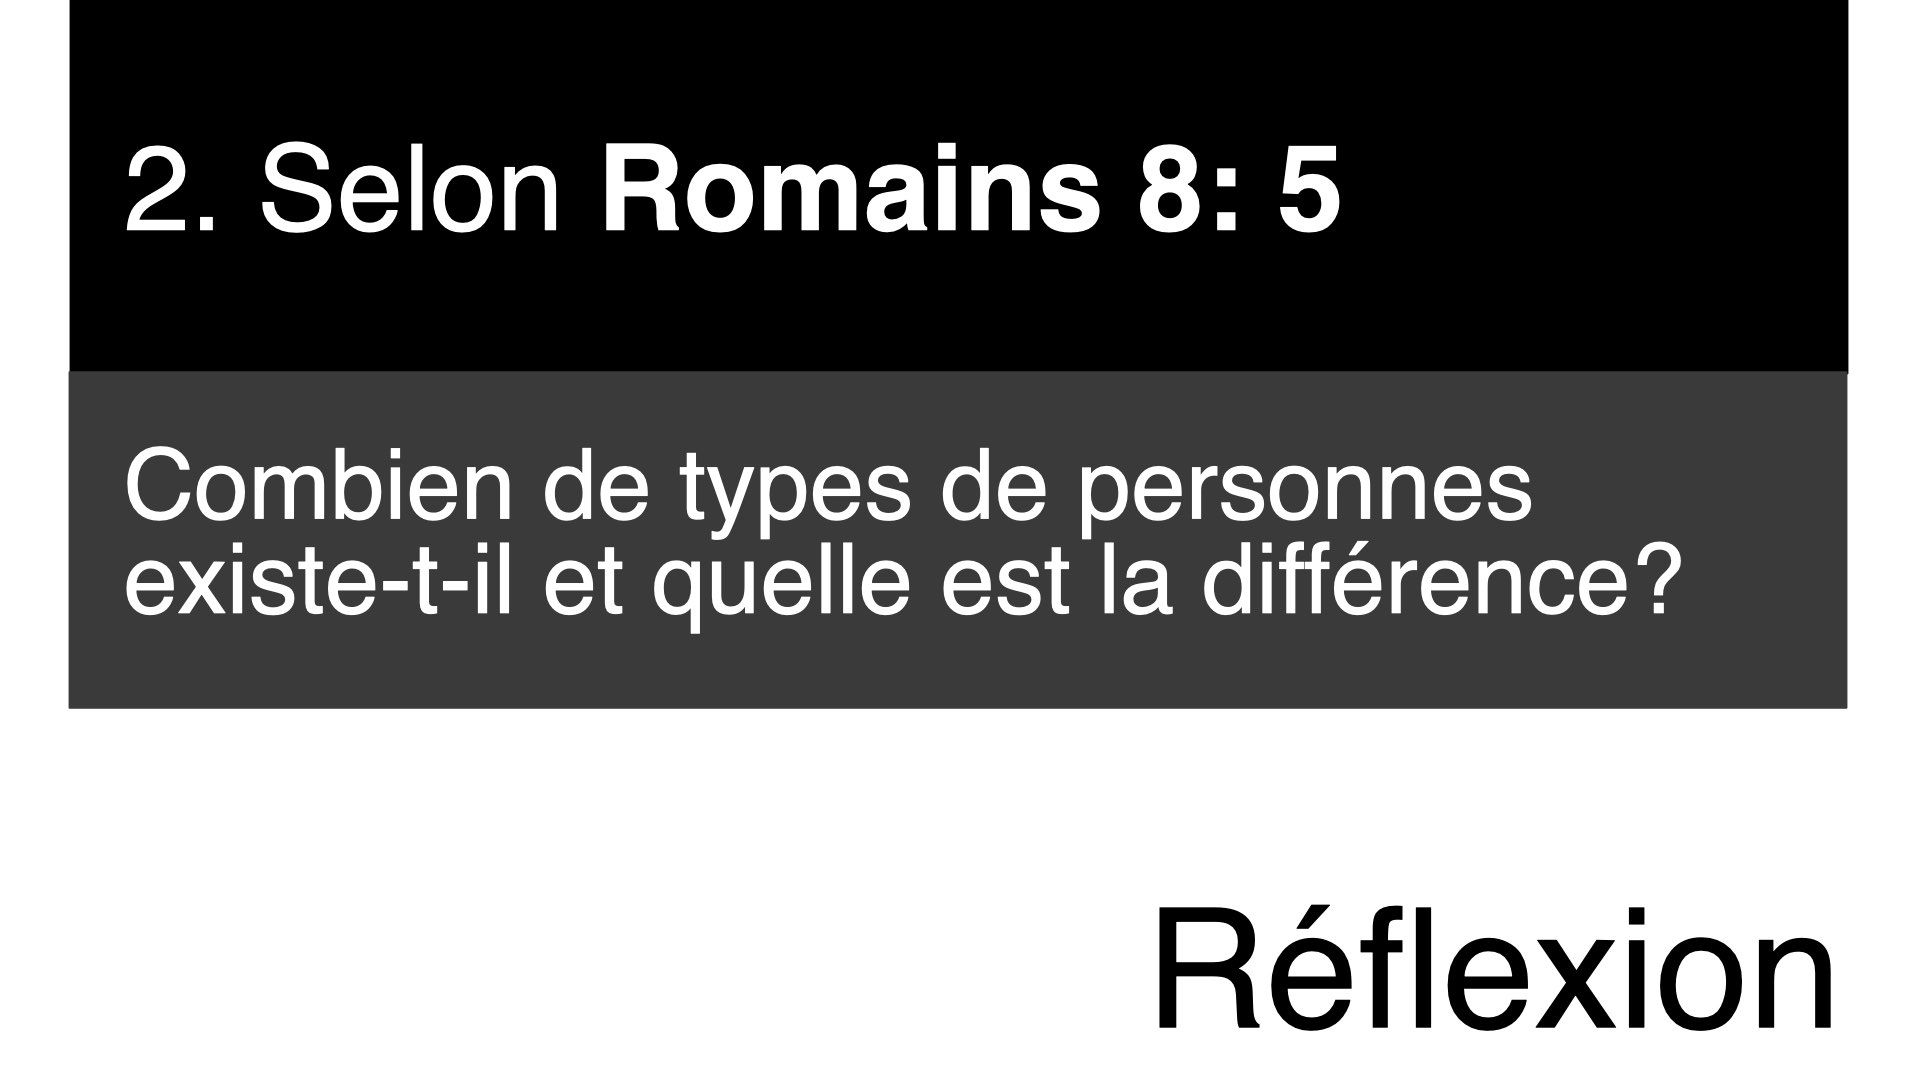 2. Selon Romains 8: 5
Combien de types de personnes
existe-t-il et quelle est la différence?
Réflexion